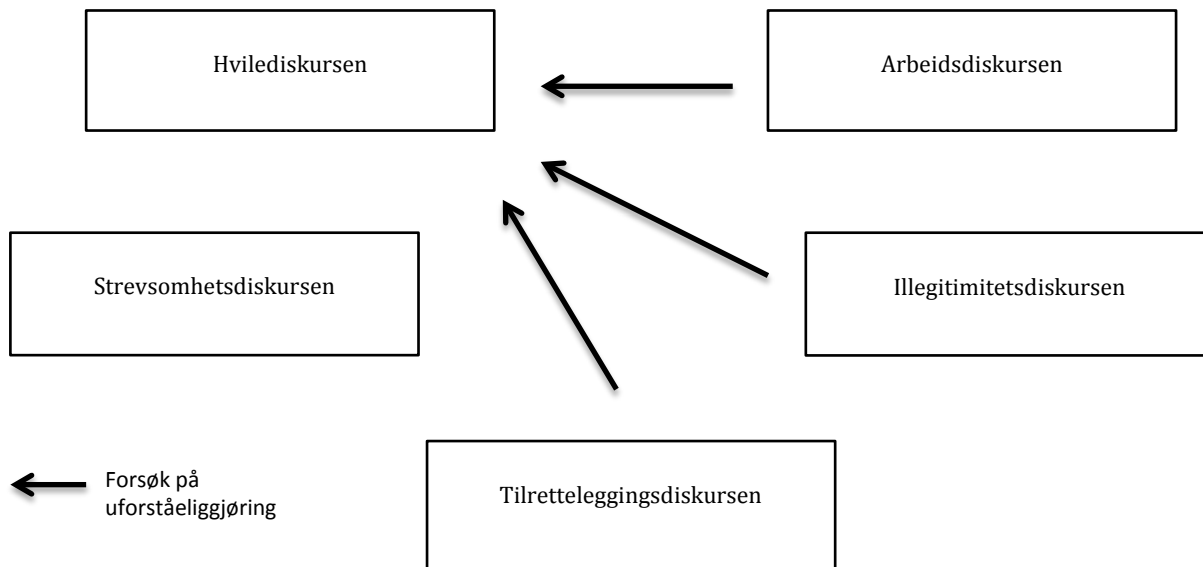 Hvilediskursen
Arbeidsdiskursen
Strevsomhetsdiskursen
Illegitimitetsdiskursen
Forsøk på
uforståeliggjøring
Tilretteleggingsdiskursen